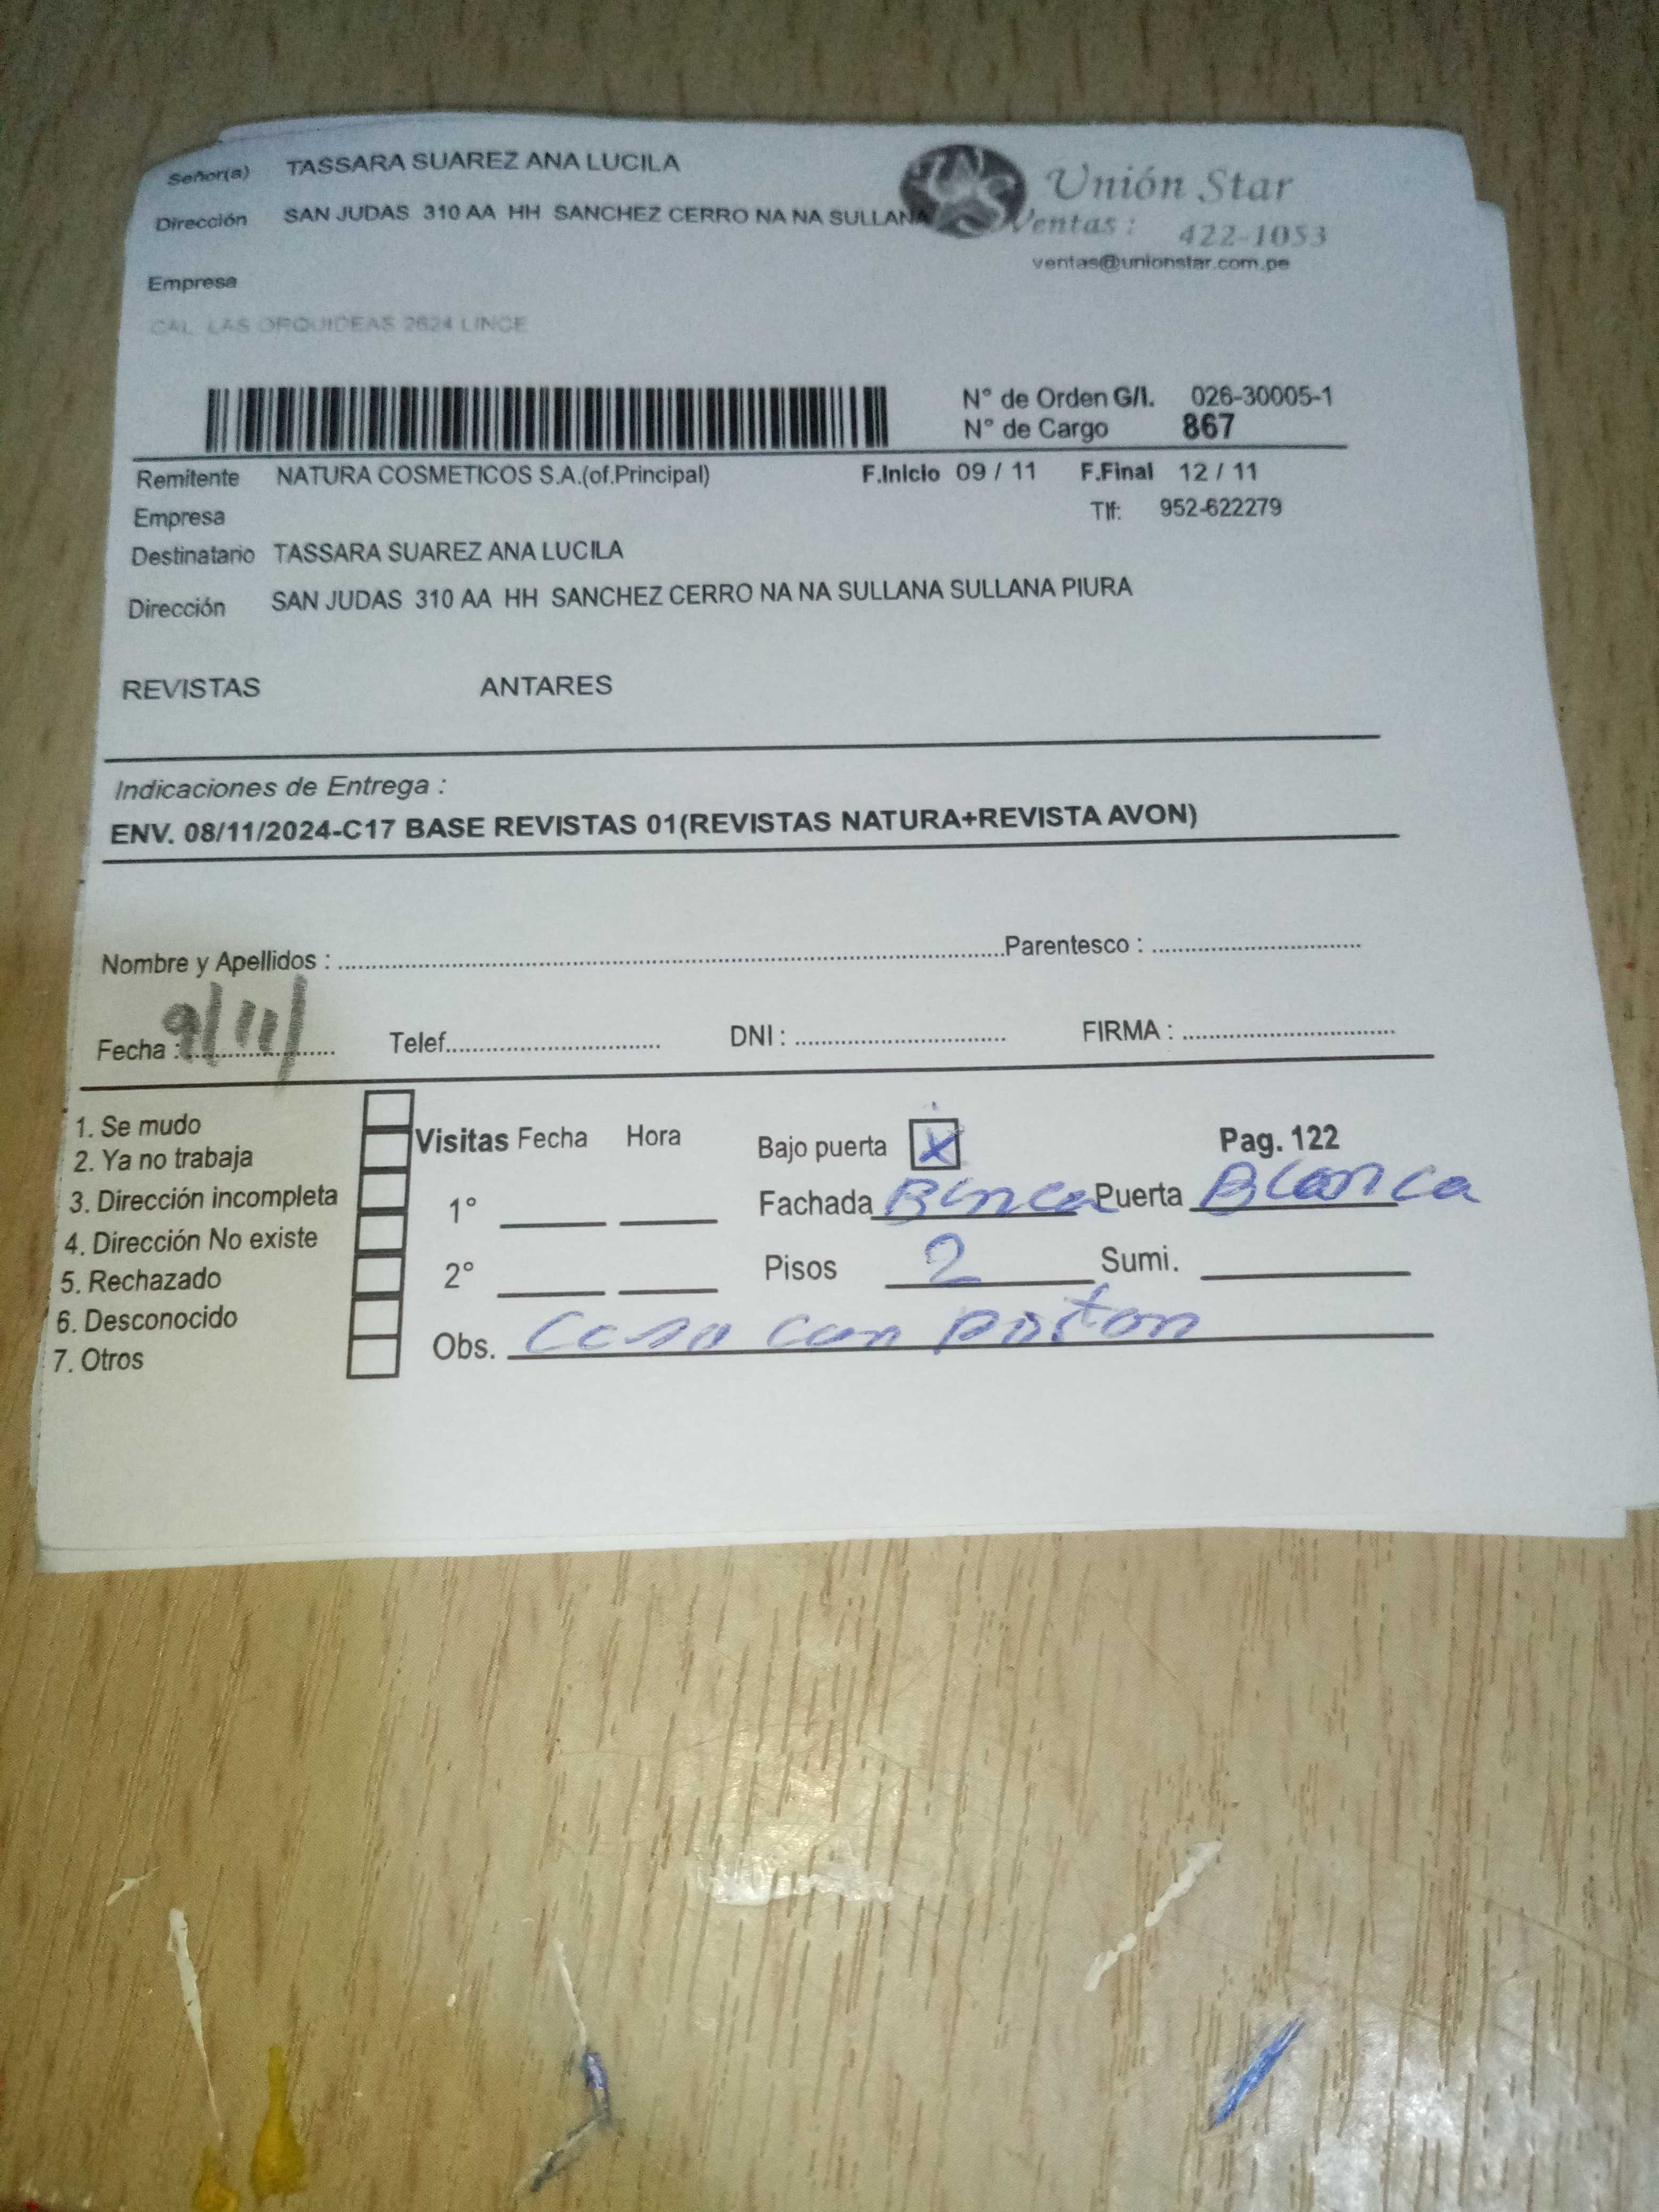 Señor(a) TASSARA SUAREZ ANA LUCILA
Unión Star
Dirección SAN JUDAS 310 AA HH SANCHEZ CERRO NA NA SULLANA
Ventas : 422-1053
ventas@unionstar.com.pe
Empresa
CAL LAS ORQUIDEAS 2624 LINCE
N° de Orden G/I. 026-30005-1
N° de Cargo 867
Remitente NATURA COSMETICOS S.A.(of.Principal) F.Inicio 09 / 11 F.Final 12 / 11
Empresa Tlf: 952-622279
Destinatario TASSARA SUAREZ ANA LUCILA
Dirección SAN JUDAS 310 AA HH SANCHEZ CERRO NA NA SULLANA SULLANA PIURA
REVISTAS ANTARES
Indicaciones de Entrega :
ENV. 08/11/2024-C17 BASE REVISTAS 01(REVISTAS NATURA+REVISTA AVON)
Nombre y Apellidos : Parentesco :
Fecha : 9/11/ Telef. DNI : FIRMA :
1. Se mudo
2. Ya no trabaja
3. Dirección incompleta
4. Dirección No existe
5. Rechazado
6. Desconocido
7. Otros
Visitas Fecha Hora Bajo puerta X Pag. 122
1° Fachada Blnca Puerta Blanca
2° Pisos 2 Sumi.
Obs. Casa con